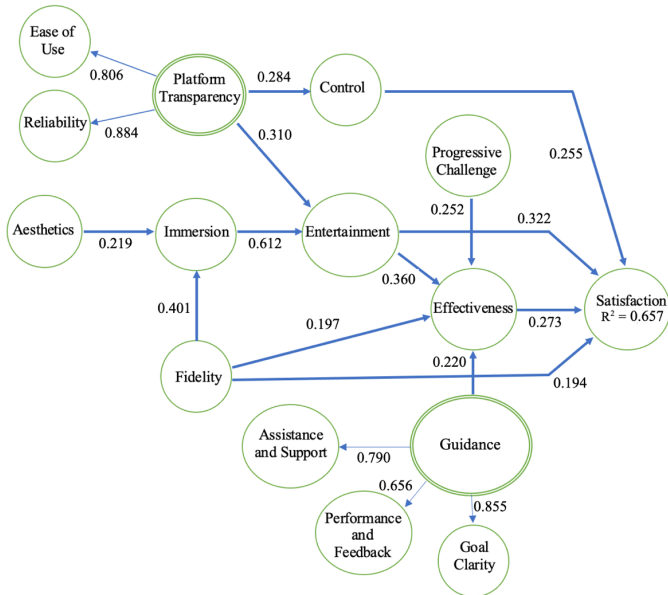 Ease of
Use
0.806
Platform
Transparency
0.284
Control
Reliability
0.884
0.310
Progressive
Challenge
0.255
Aesthetics
0.219
Immersion
0.612
Entertainment
0.252
0.322
0.360
0.401
0.197
Effectiveness
0.273
Satisfaction
R² = 0.657
0.220
Fidelity
0.194
Assistance
and Support
0.790
Guidance
0.656
0.855
Performance
and
Feedback
Goal
Clarity